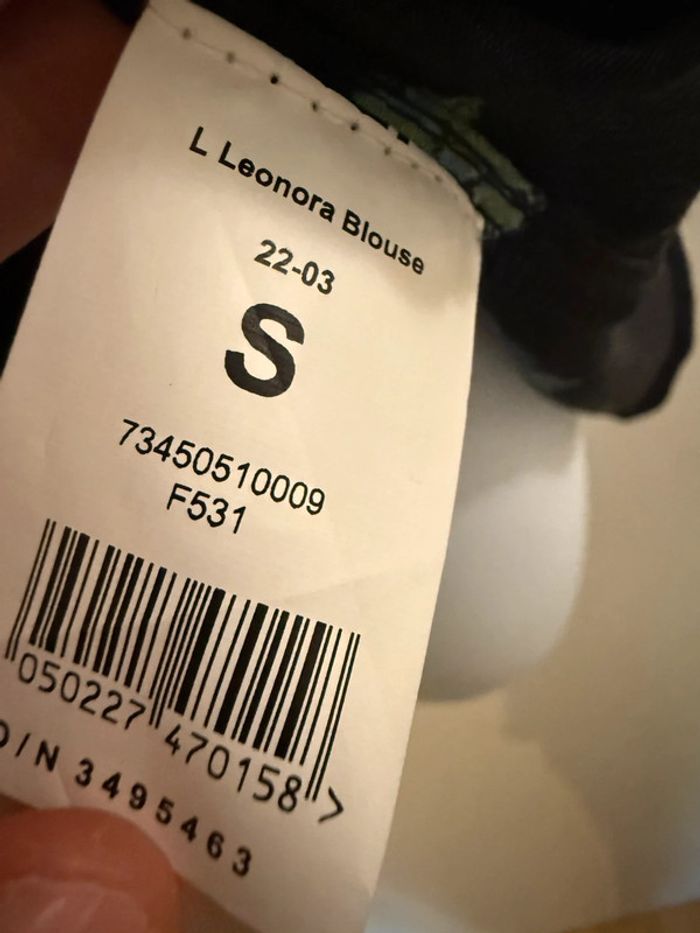 L Leonora Blouse
22-03
S
73450510009
F531
050227 470158 >
O/N 3495463